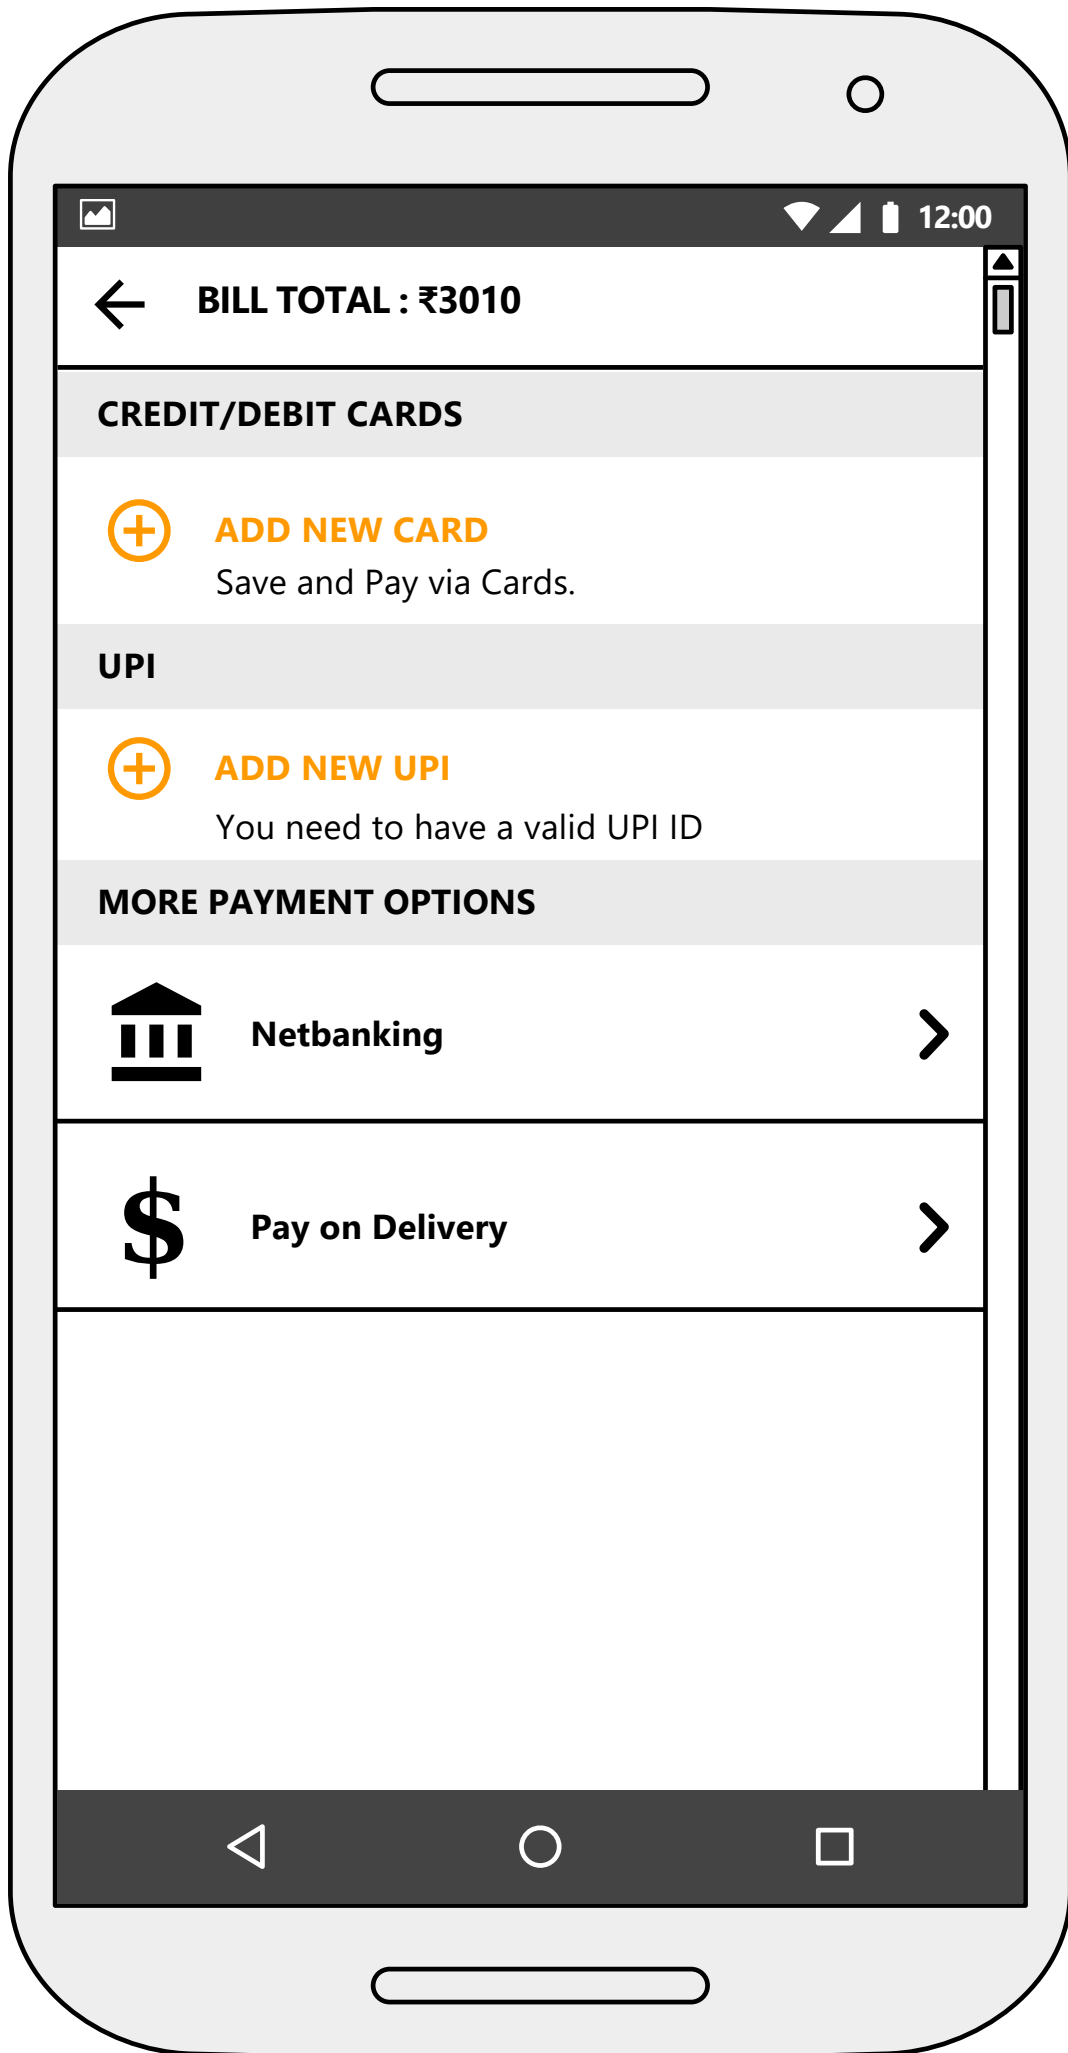 12:00
BILL TOTAL : ₹3010
CREDIT/DEBIT CARDS
ADD NEW CARD
Save and Pay via Cards.
UPI
ADD NEW UPI
You need to have a valid UPI ID
MORE PAYMENT OPTIONS
Netbanking
$ Pay on Delivery